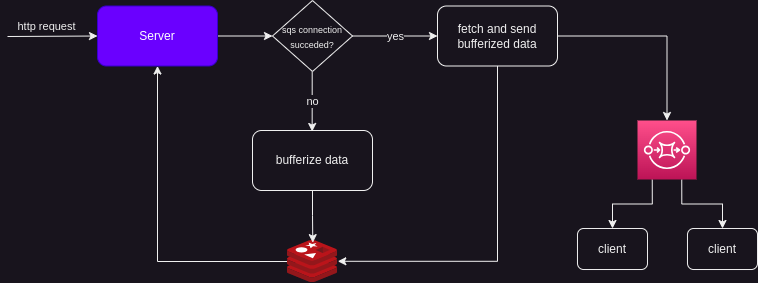 http request
Server
sqs connection
succeded?
yes
fetch and send
bufferized data
no
bufferize data
client
client